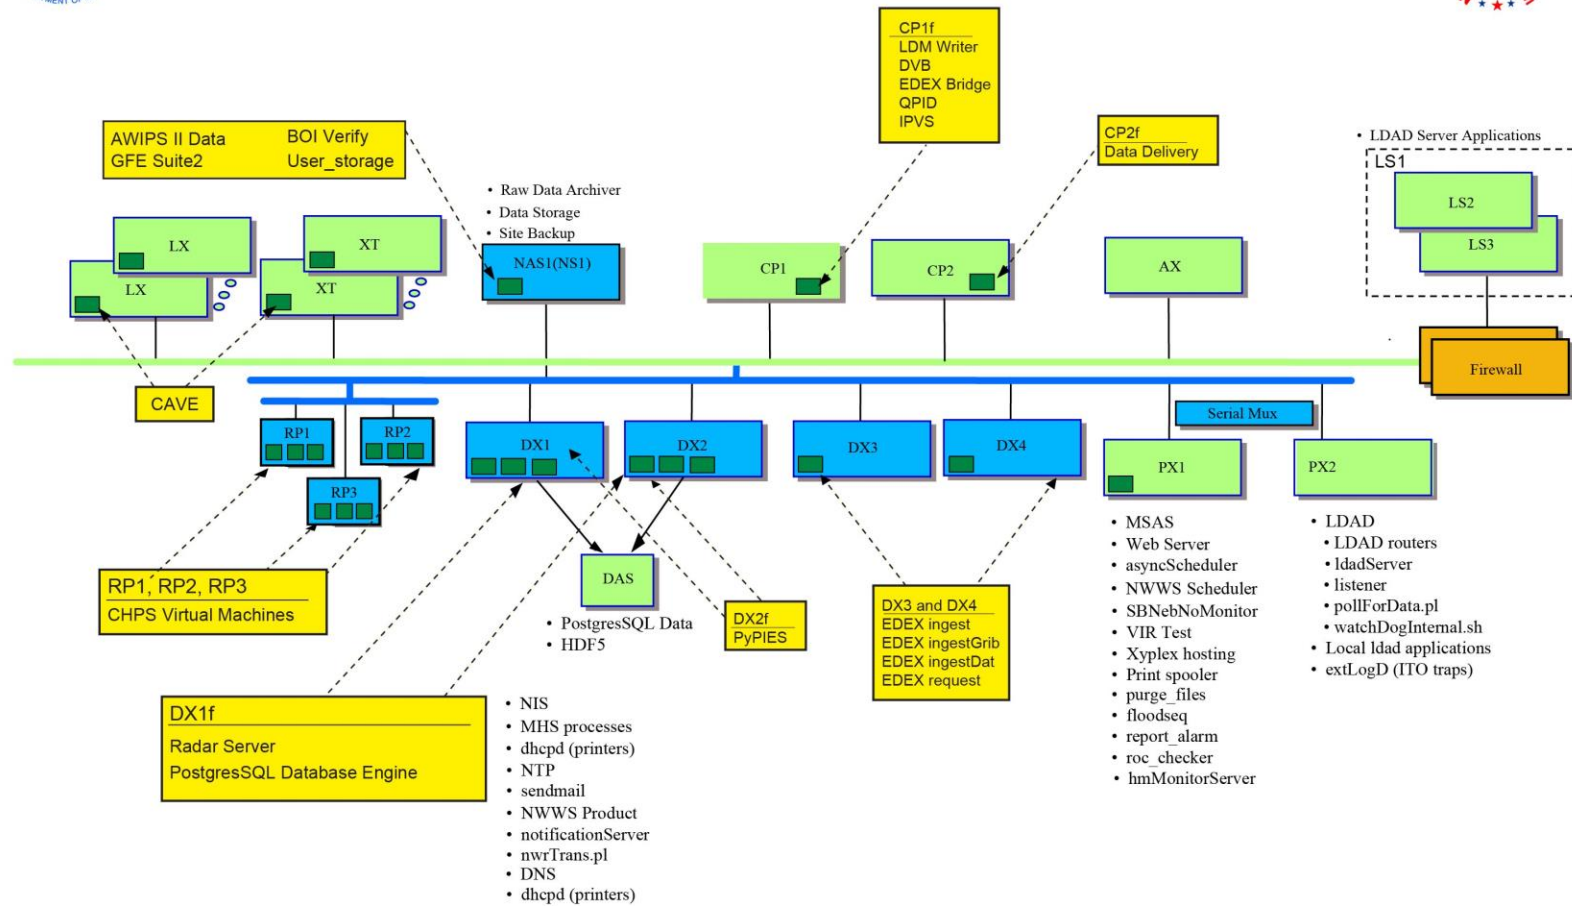 MENT OF
CP1f
LDM Writer
DVB
EDEX Bridge
QPID
IPVS
AWIPS II Data BOI Verify
GFE Suite2 User_storage
CP2f
Data Delivery
• LDAD Server Applications
LS1
LS2
LS3
• Raw Data Archiver
• Data Storage
• Site Backup
LX
LX
XT
XT
NAS1(NS1)
CP1
CP2
AX
Firewall
CAVE
Serial Mux
RP1
RP2
RP3
DX1
DX2
DX3
DX4
PX1
PX2
RP1, RP2, RP3
CHPS Virtual Machines
DAS
• PostgresSQL Data
• HDF5
DX2f
PyPIES
DX3 and DX4
EDEX ingest
EDEX ingestGrib
EDEX ingestDat
EDEX request
• MSAS
• Web Server
• asyncScheduler
• NWWS Scheduler
• SBNebNoMonitor
• VIR Test
• Xyplex hosting
• Print spooler
• purge_files
• floodseq
• report_alarm
• roc_checker
• hmMonitorServer
• LDAD
• LDAD routers
• ldadServer
• listener
• pollForData.pl
• watchDogInternal.sh
• Local ldad applications
• extLogD (ITO traps)
DX1f
Radar Server
PostgresSQL Database Engine
• NIS
• MHS processes
• dhcpd (printers)
• NTP
• sendmail
• NWWS Product
• notificationServer
• nwrTrans.pl
• DNS
• dhcpd (printers)